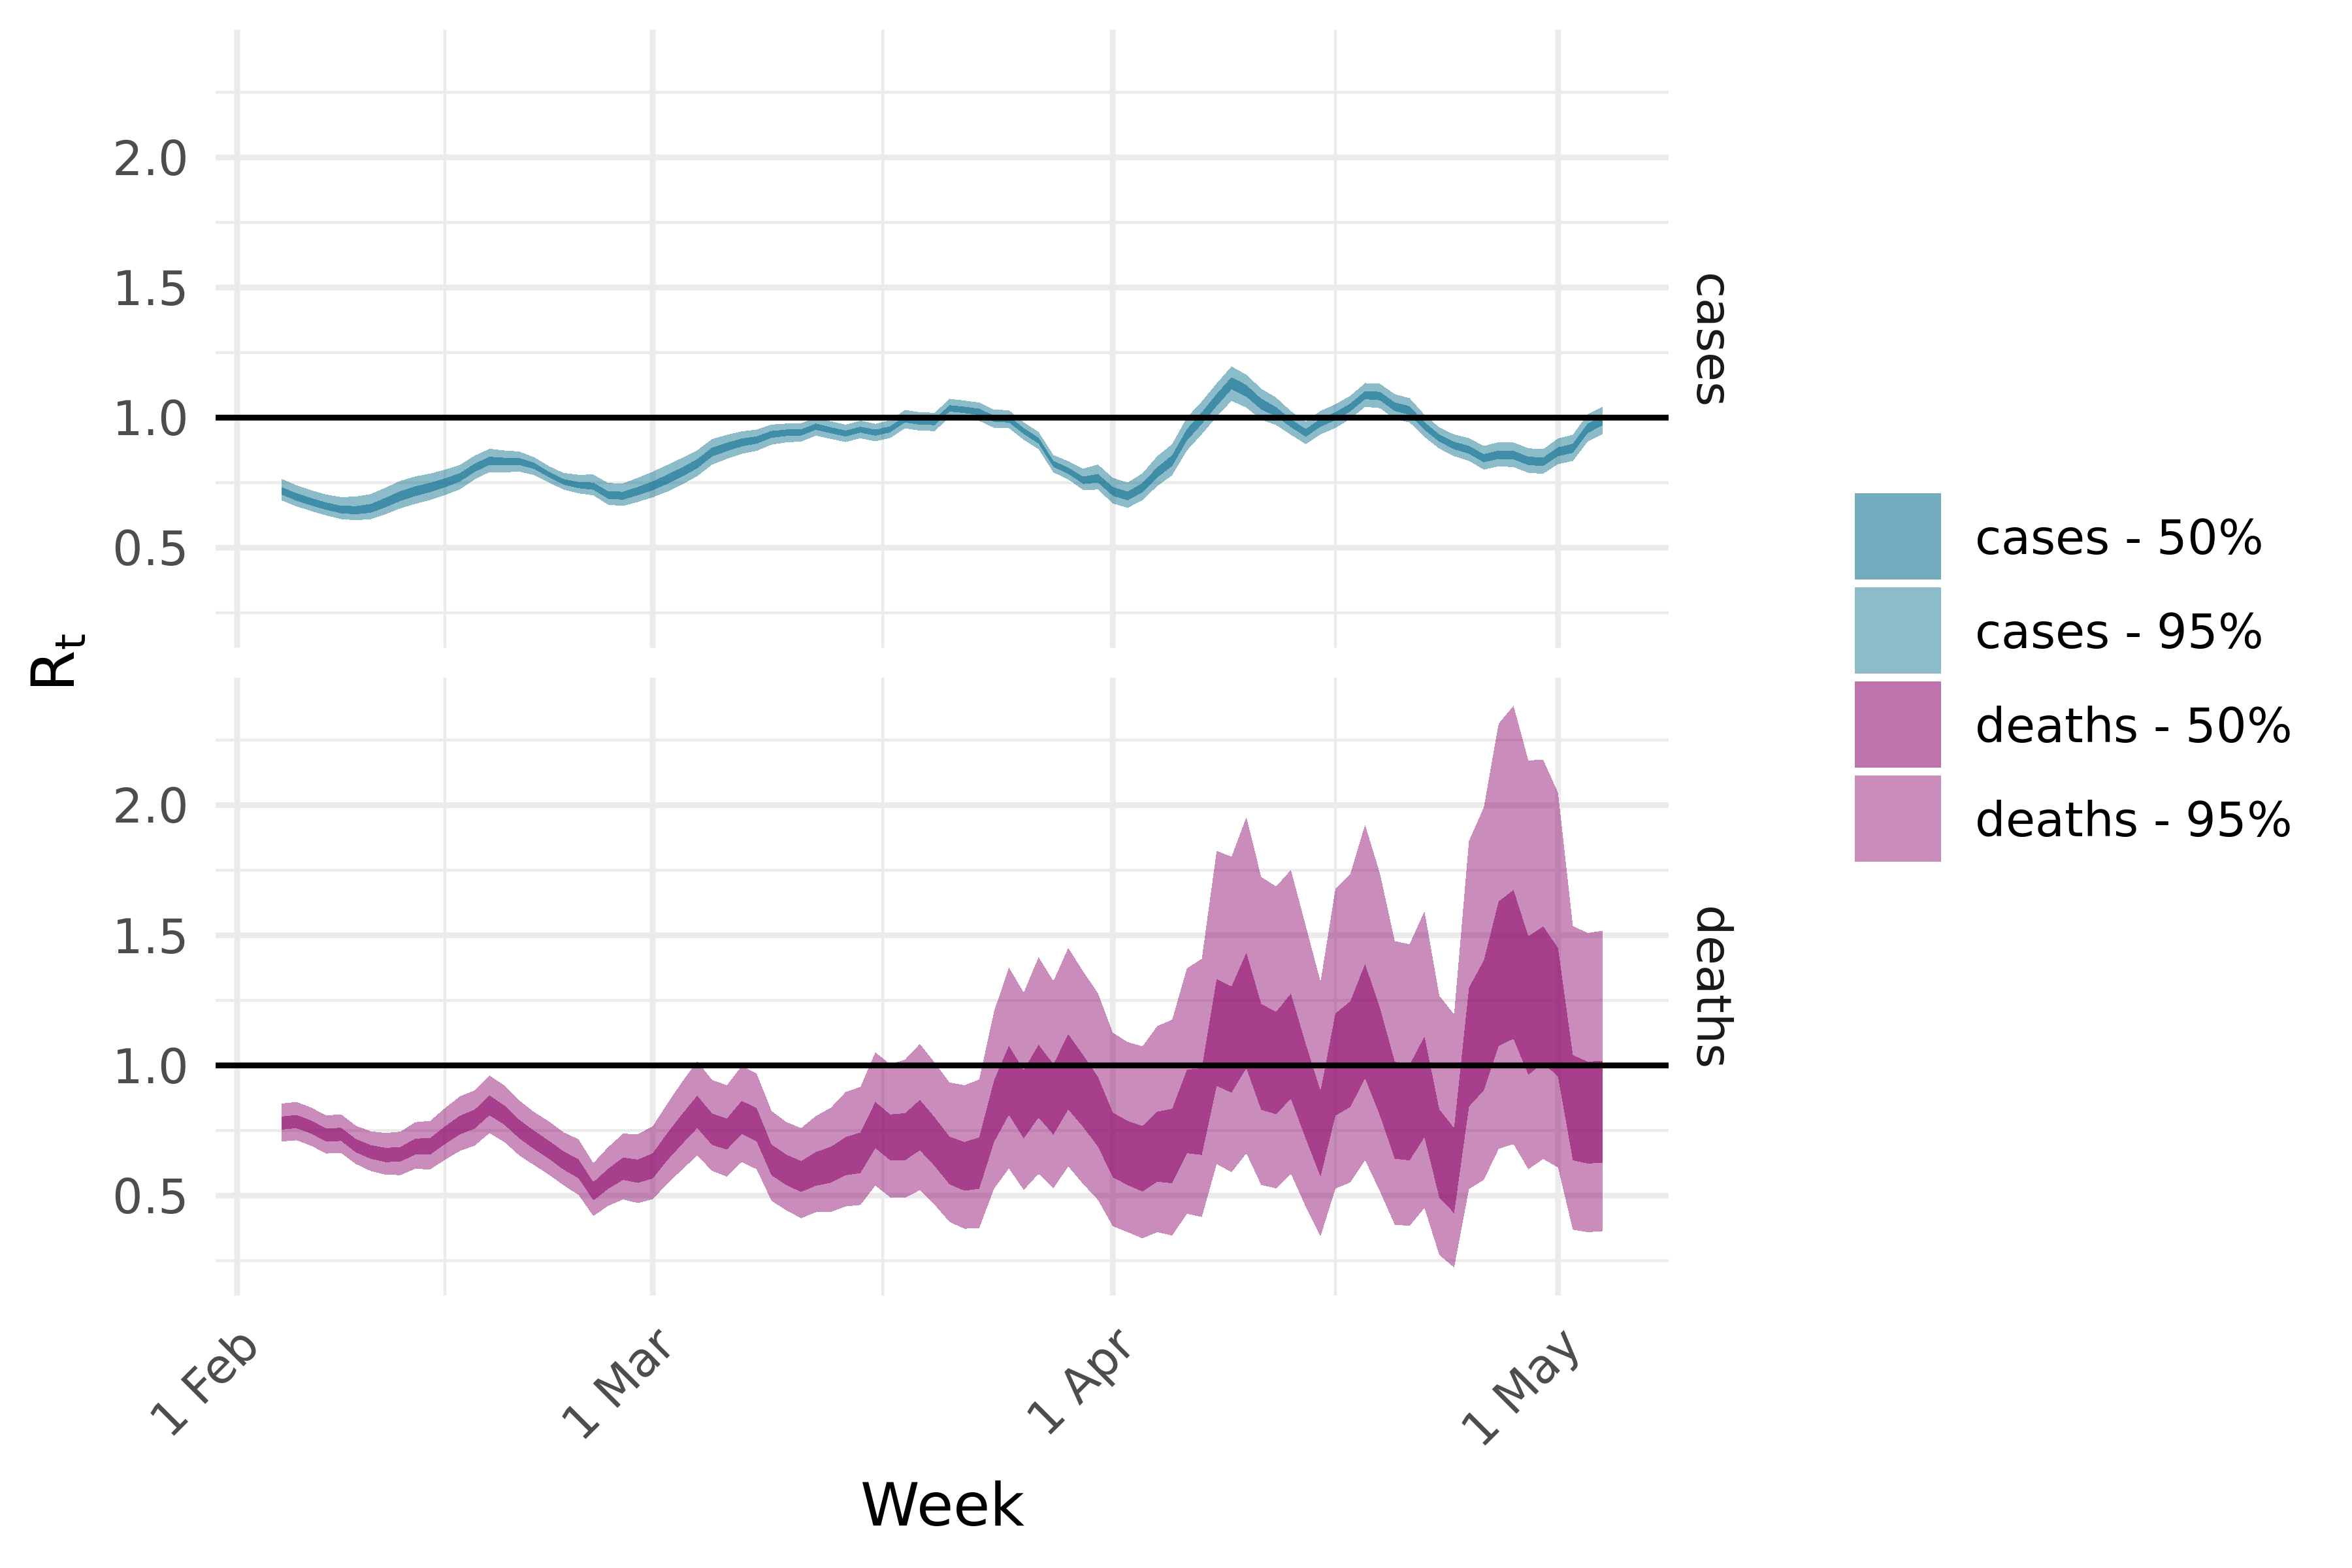 2.0
1.5
1.0
0.5
cases
Rt
2.0
1.5
1.0
0.5
deaths
1 Feb
1 Mar
1 Apr
1 May
Week
cases - 50%
cases - 95%
deaths - 50%
deaths - 95%